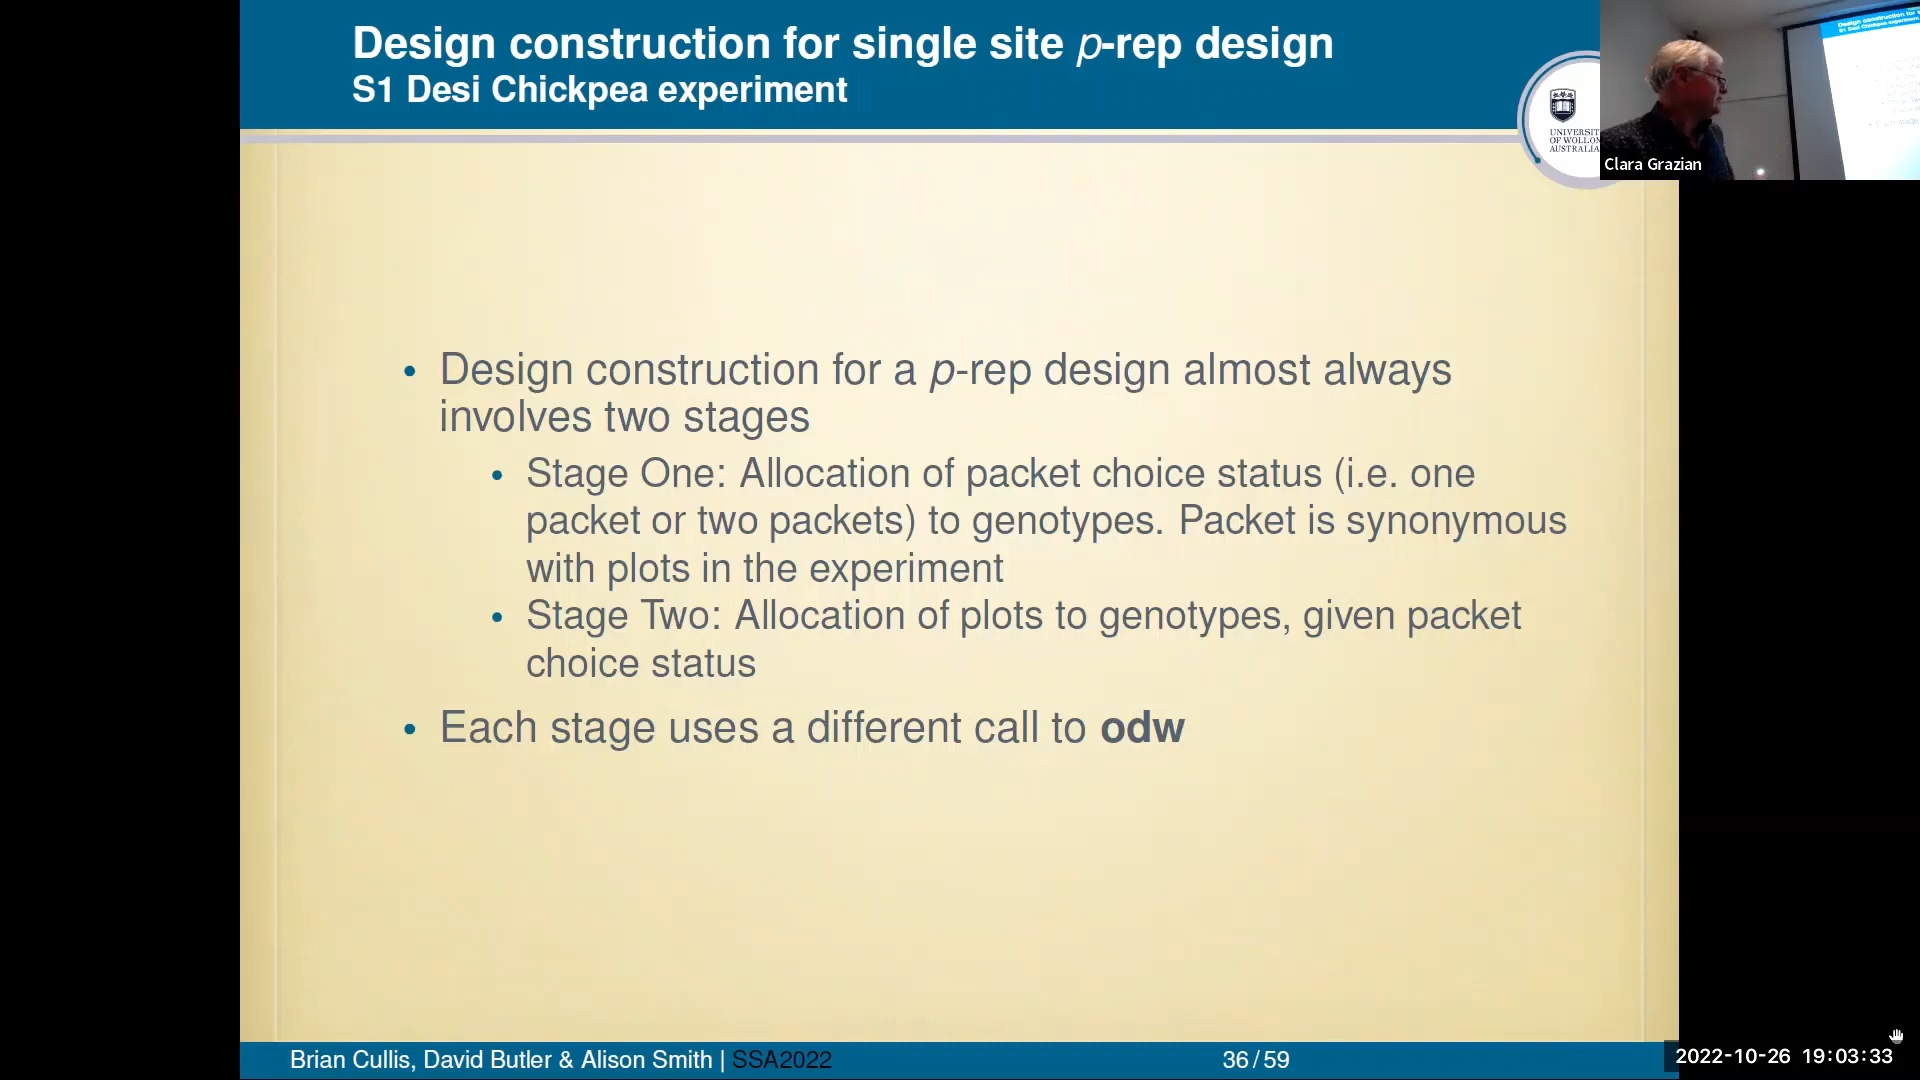 Design construction for single site p-rep design
S1 Desi Chickpea experiment
UNIVERSIT
OF WOLLON
AUSTRALIA
Clara Grazian
• Design construction for a p-rep design almost always
involves two stages
• Stage One: Allocation of packet choice status (i.e. one
packet or two packets) to genotypes. Packet is synonymous
with plots in the experiment
• Stage Two: Allocation of plots to genotypes, given packet
choice status
• Each stage uses a different call to odw
Brian Cullis, David Butler & Alison Smith | SSA2022
36/59
2022-10-26 19:03:33